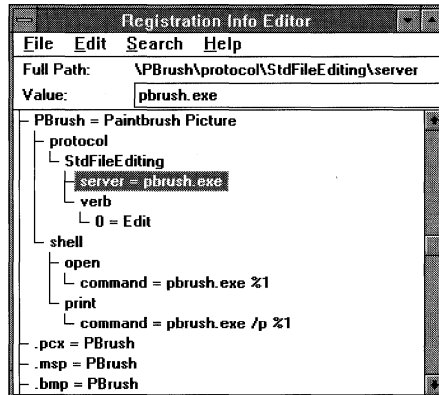 Registration Info Editor
File Edit Search Help
Full Path: \PBrush\protocol\StdFileEditing\server
Value: pbrush.exe
PBrush = Paintbrush Picture
protocol
StdFileEditing
server = pbrush.exe
verb
0 = Edit
shell
open
command = pbrush.exe %1
print
command = pbrush.exe /p %1
.pcx = PBrush
.msp = PBrush
.bmp = PBrush